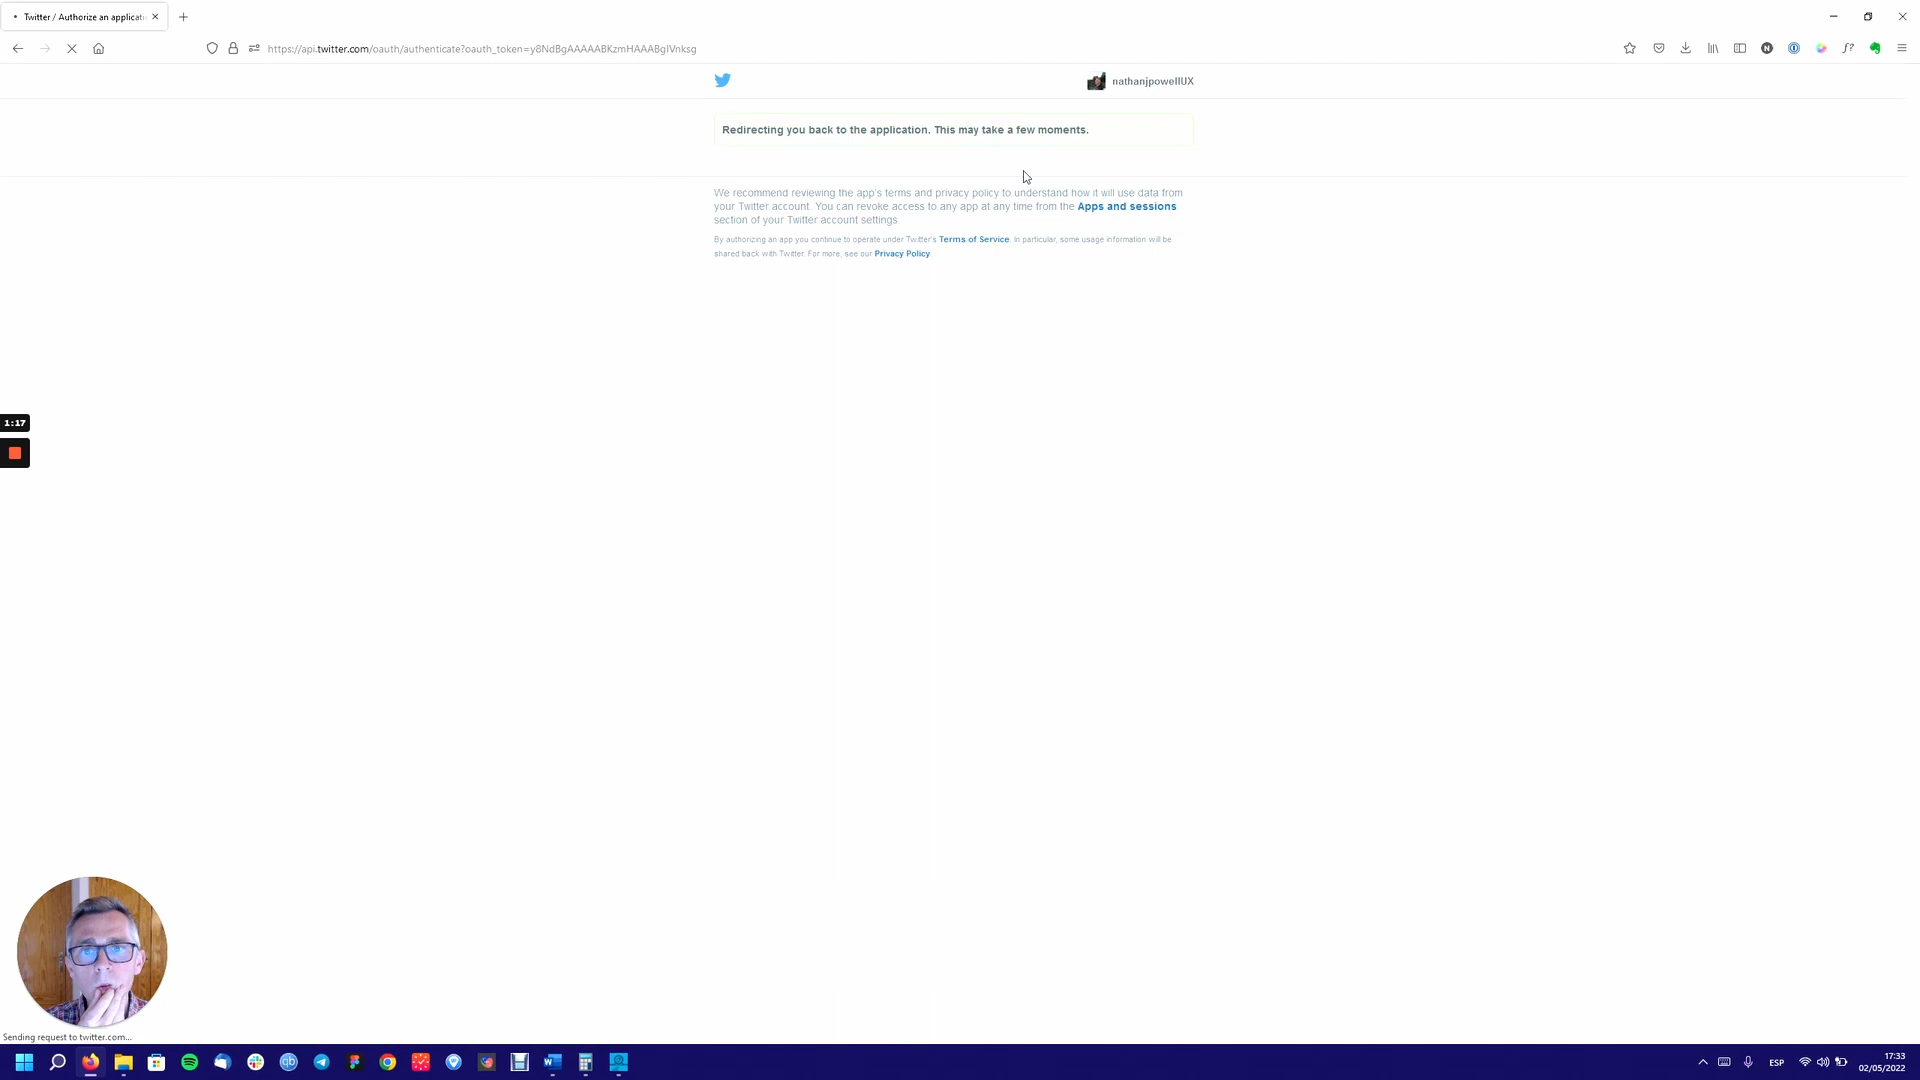 Twitter / Authorize an applicati
https://api.twitter.com/oauth/authenticate?oauth_token=y8NdBgAAAAABKzmHAAABgIVnksg
nathanjpowellUX
Redirecting you back to the application. This may take a few moments.
We recommend reviewing the app's terms and privacy policy to understand how it will use data from
your Twitter account. You can revoke access to any app at any time from the Apps and sessions
section of your Twitter account settings.
By authorizing an app you continue to operate under Twitter's Terms of Service. In particular, some usage information will be
shared back with Twitter. For more, see our Privacy Policy.
1:17
Sending request to twitter.com...
ESP
17:33
02/05/2022